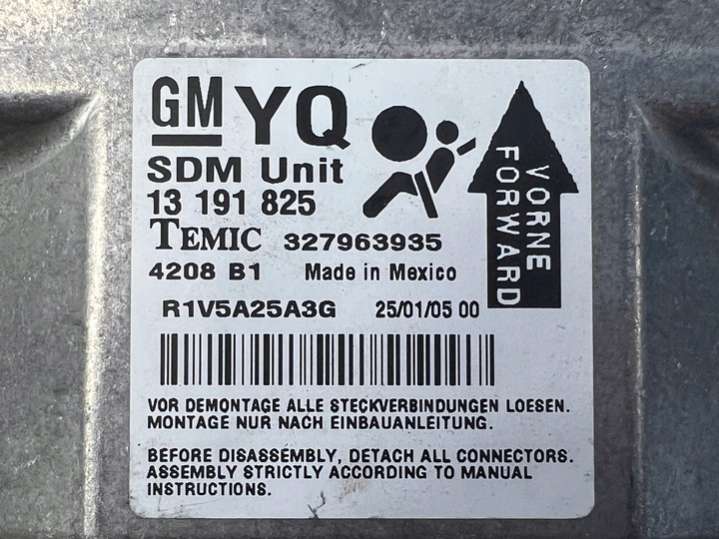 GM YQ
SDM Unit
13 191 825
TEMIC 327963935
4208 B1 Made in Mexico
R1V5A25A3G 25/01/05 00
VORNE
FORWARD
VOR DEMONTAGE ALLE STECKVERBINDUNGEN LOESEN.
MONTAGE NUR NACH EINBAUANLEITUNG.
BEFORE DISASSEMBLY, DETACH ALL CONNECTORS.
ASSEMBLY STRICTLY ACCORDING TO MANUAL
INSTRUCTIONS.